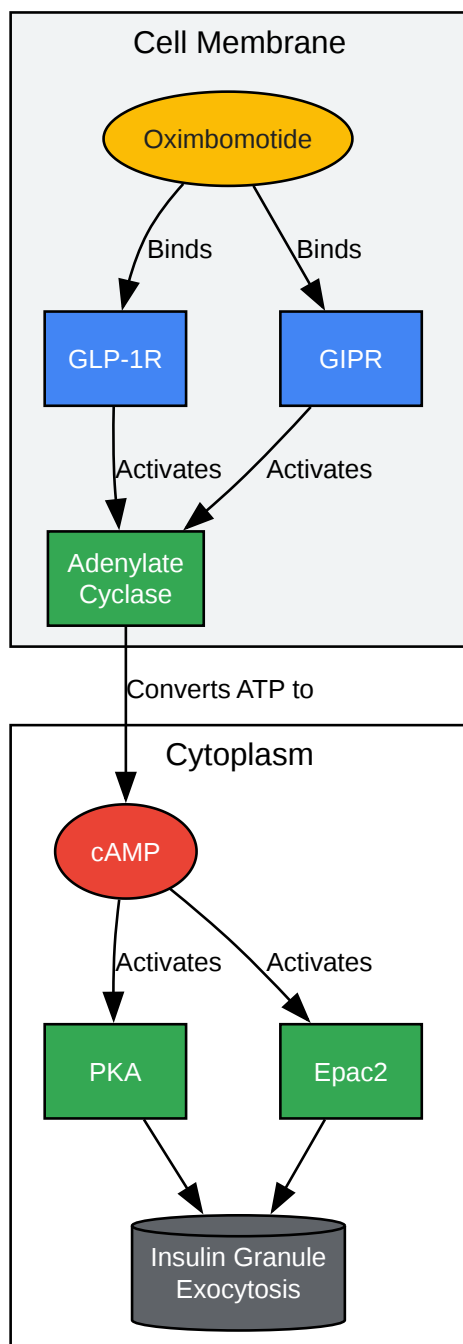 Cell Membrane
Oximbomotide
Binds
Binds
GLP-1R
GIPR
Activates
Activates
Adenylate
Cyclase
Converts ATP to
Cytoplasm
cAMP
Activates
Activates
PKA
Epac2
Insulin Granule
Exocytosis